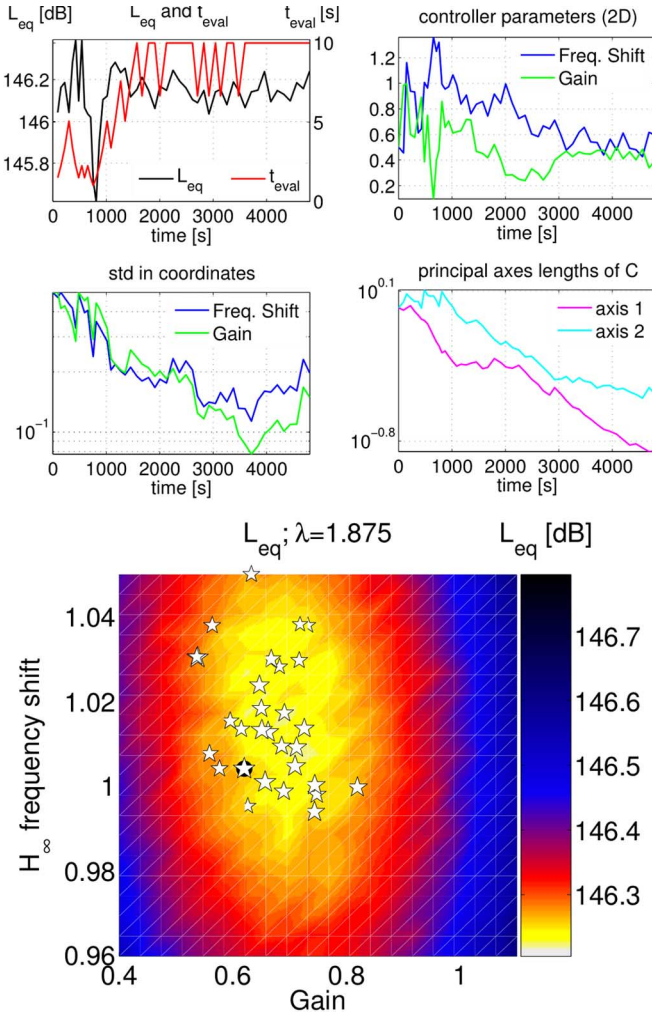 L_eq [dB] L_eq and t_eval t_eval [s]
146.2
146
145.8
10
5
0
L_eq t_eval
0 1000 2000 3000 4000
time [s]
controller parameters (2D)
1.2
1
0.8
0.6
0.4
0.2
Freq. Shift
Gain
0 1000 2000 3000 4000
time [s]
std in coordinates
Freq. Shift
Gain
10^−1
0 1000 2000 3000 4000
time [s]
principal axes lengths of C
10^0.1
10^−0.8
axis 1
axis 2
0 1000 2000 3000 4000
time [s]
L_eq; λ=1.875 L_eq [dB]
H_∞ frequency shift
1.04
1.02
1
0.98
0.96
0.4 0.6 0.8 1
Gain
146.7
146.6
146.5
146.4
146.3